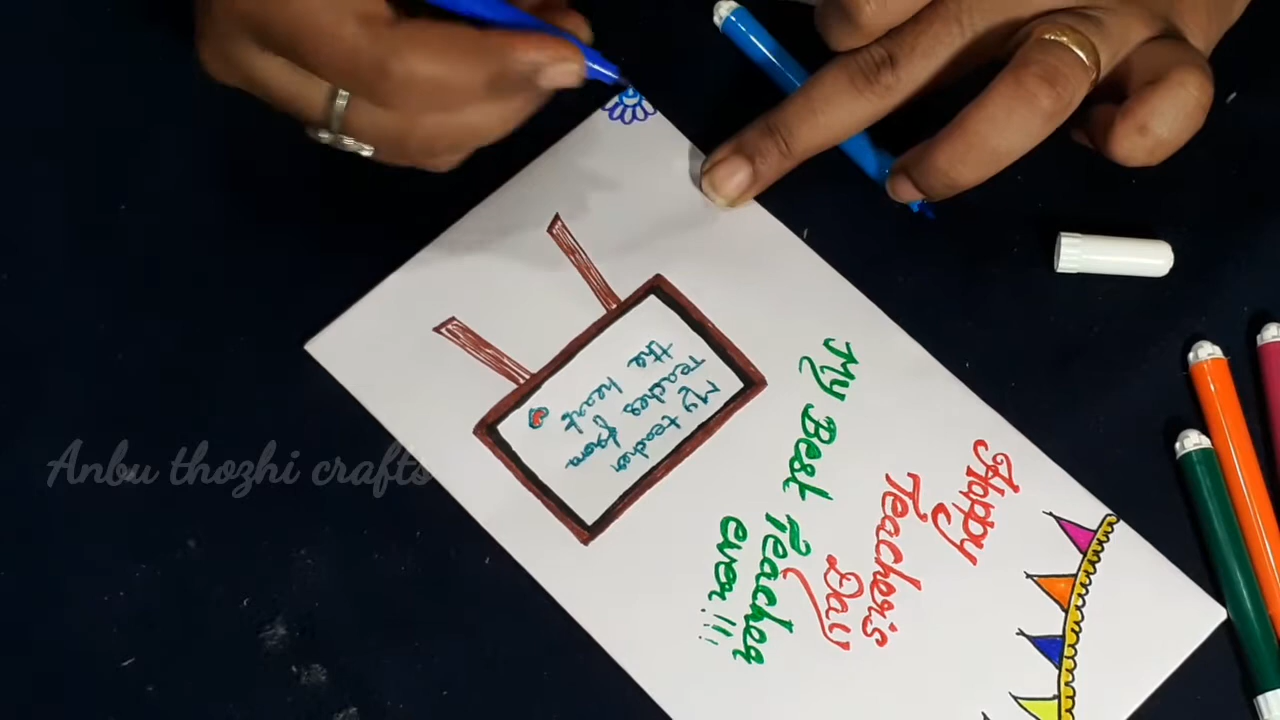 Happy
Teacher's
Day
My Best Teacher
ever!!!
My teacher
Teaches from
the heart
Anbu thozhi crafts